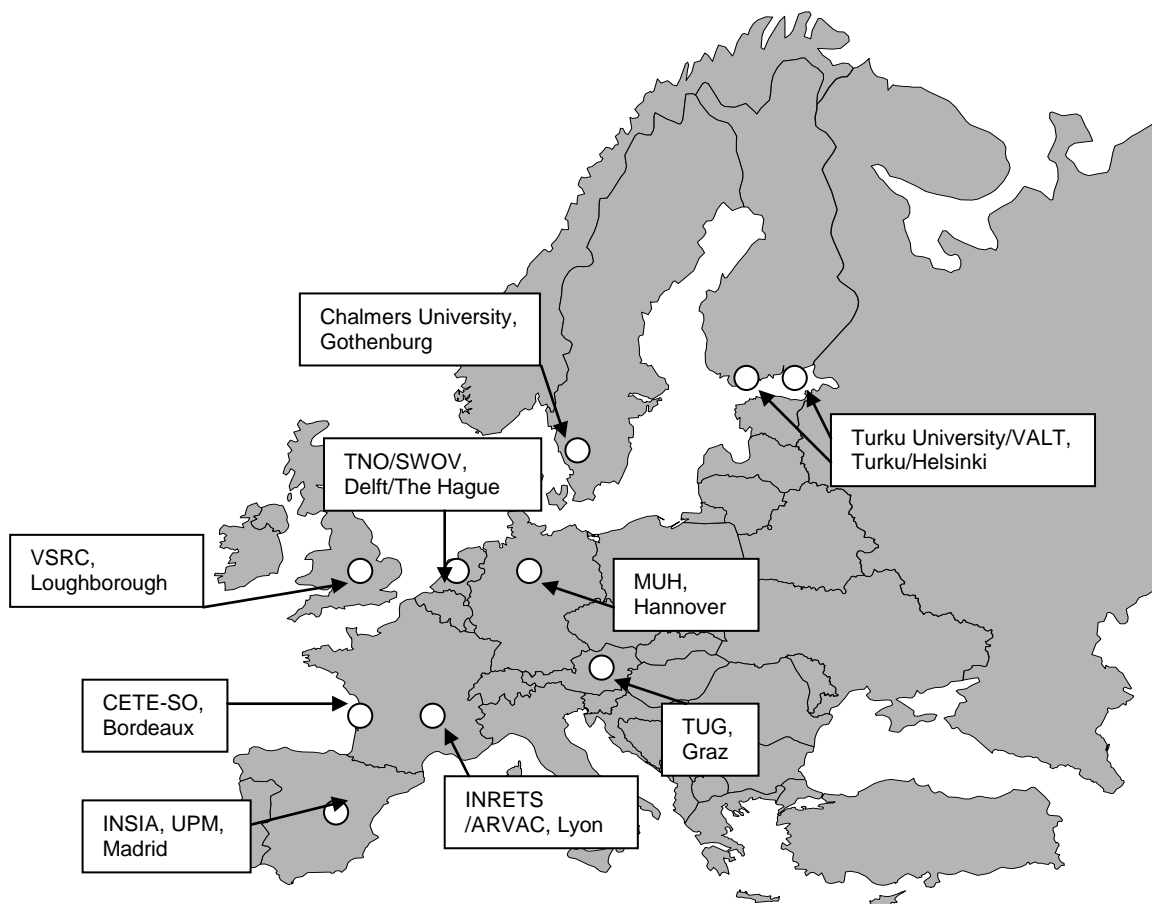 Chalmers University,
Gothenburg
Turku University/VALT,
Turku/Helsinki
TNO/SWOV,
Delft/The Hague
VSRC,
Loughborough
MUH,
Hannover
CETE-SO,
Bordeaux
TUG,
Graz
INRETS
/ARVAC, Lyon
INSIA, UPM,
Madrid